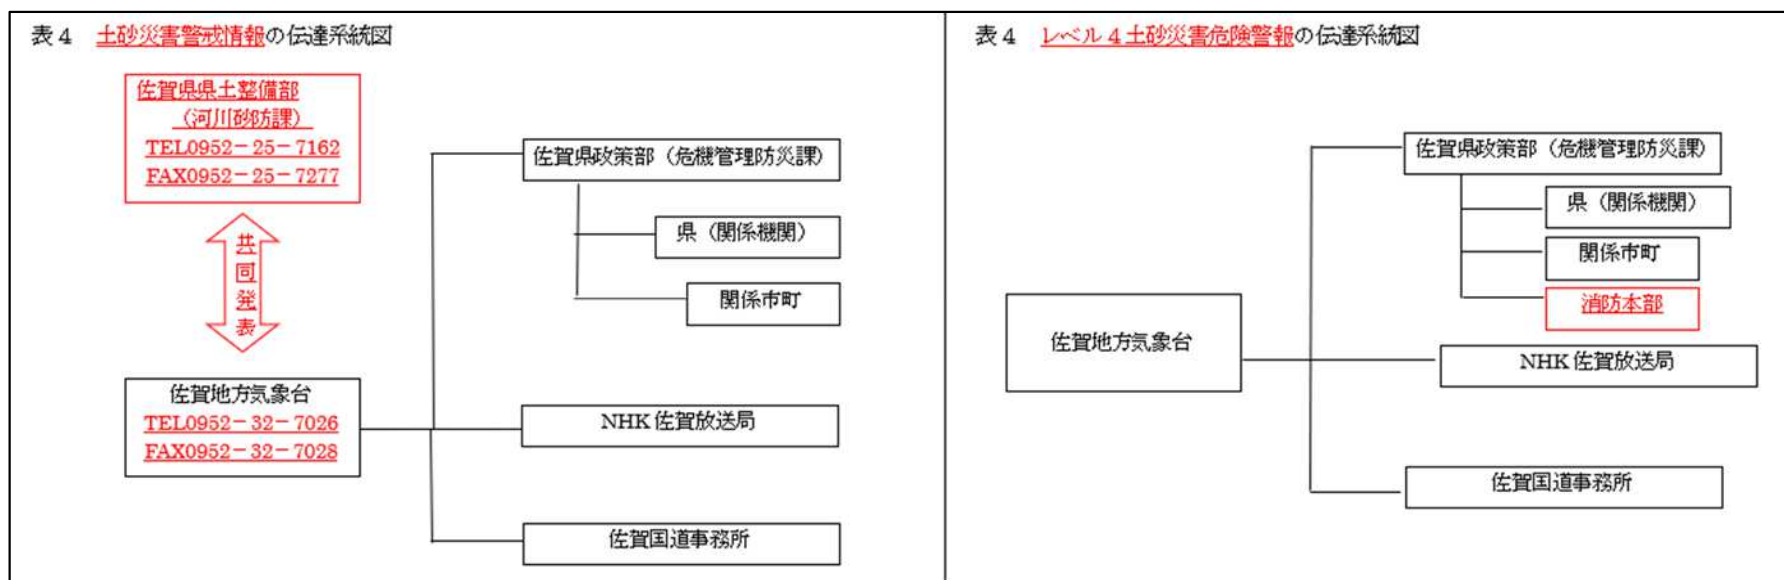 表4 土砂災害警戒情報の伝達系統図
佐賀県県土整備部
(河川砂防課)
TEL0952-25-7162
FAX0952-25-7277
共同発表
佐賀地方気象台
TEL0952-32-7026
FAX0952-32-7028
佐賀県政策部(危機管理防災課)
県(関係機関)
関係市町
NHK佐賀放送局
佐賀国道事務所
表4 レベル4土砂災害危険警報の伝達系統図
佐賀地方気象台
佐賀県政策部(危機管理防災課)
県(関係機関)
関係市町
消防本部
NHK佐賀放送局
佐賀国道事務所